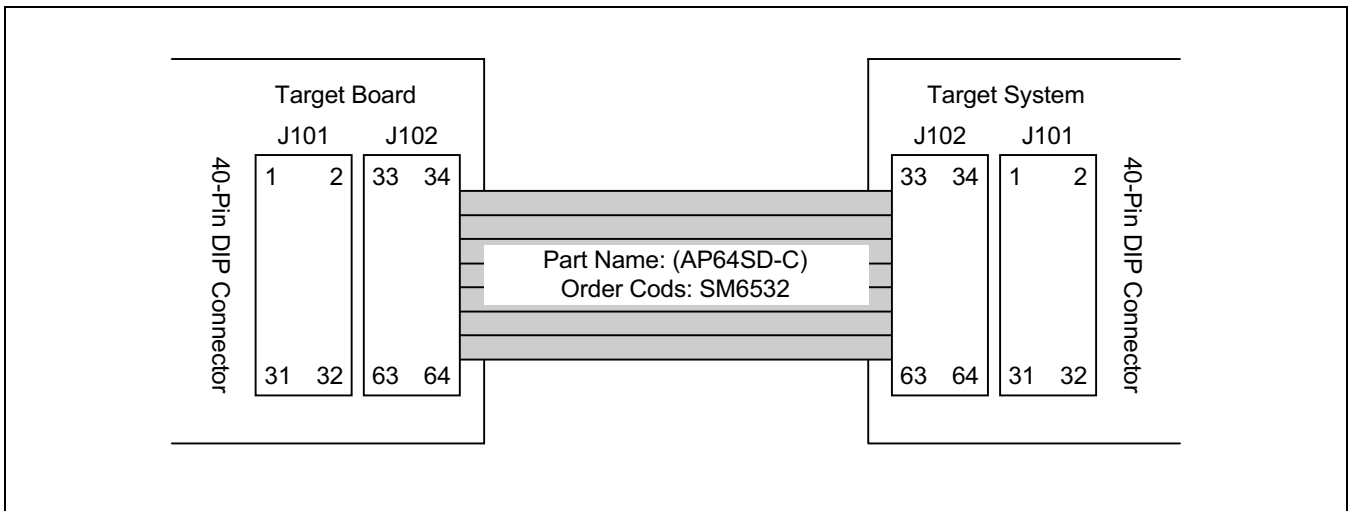 Target Board
J101 J102
1 2 33 34
31 32 63 64
40-Pin DIP Connector
Part Name: (AP64SD-C)
Order Cods: SM6532
Target System
J102 J101
33 34 1 2
63 64 31 32
40-Pin DIP Connector